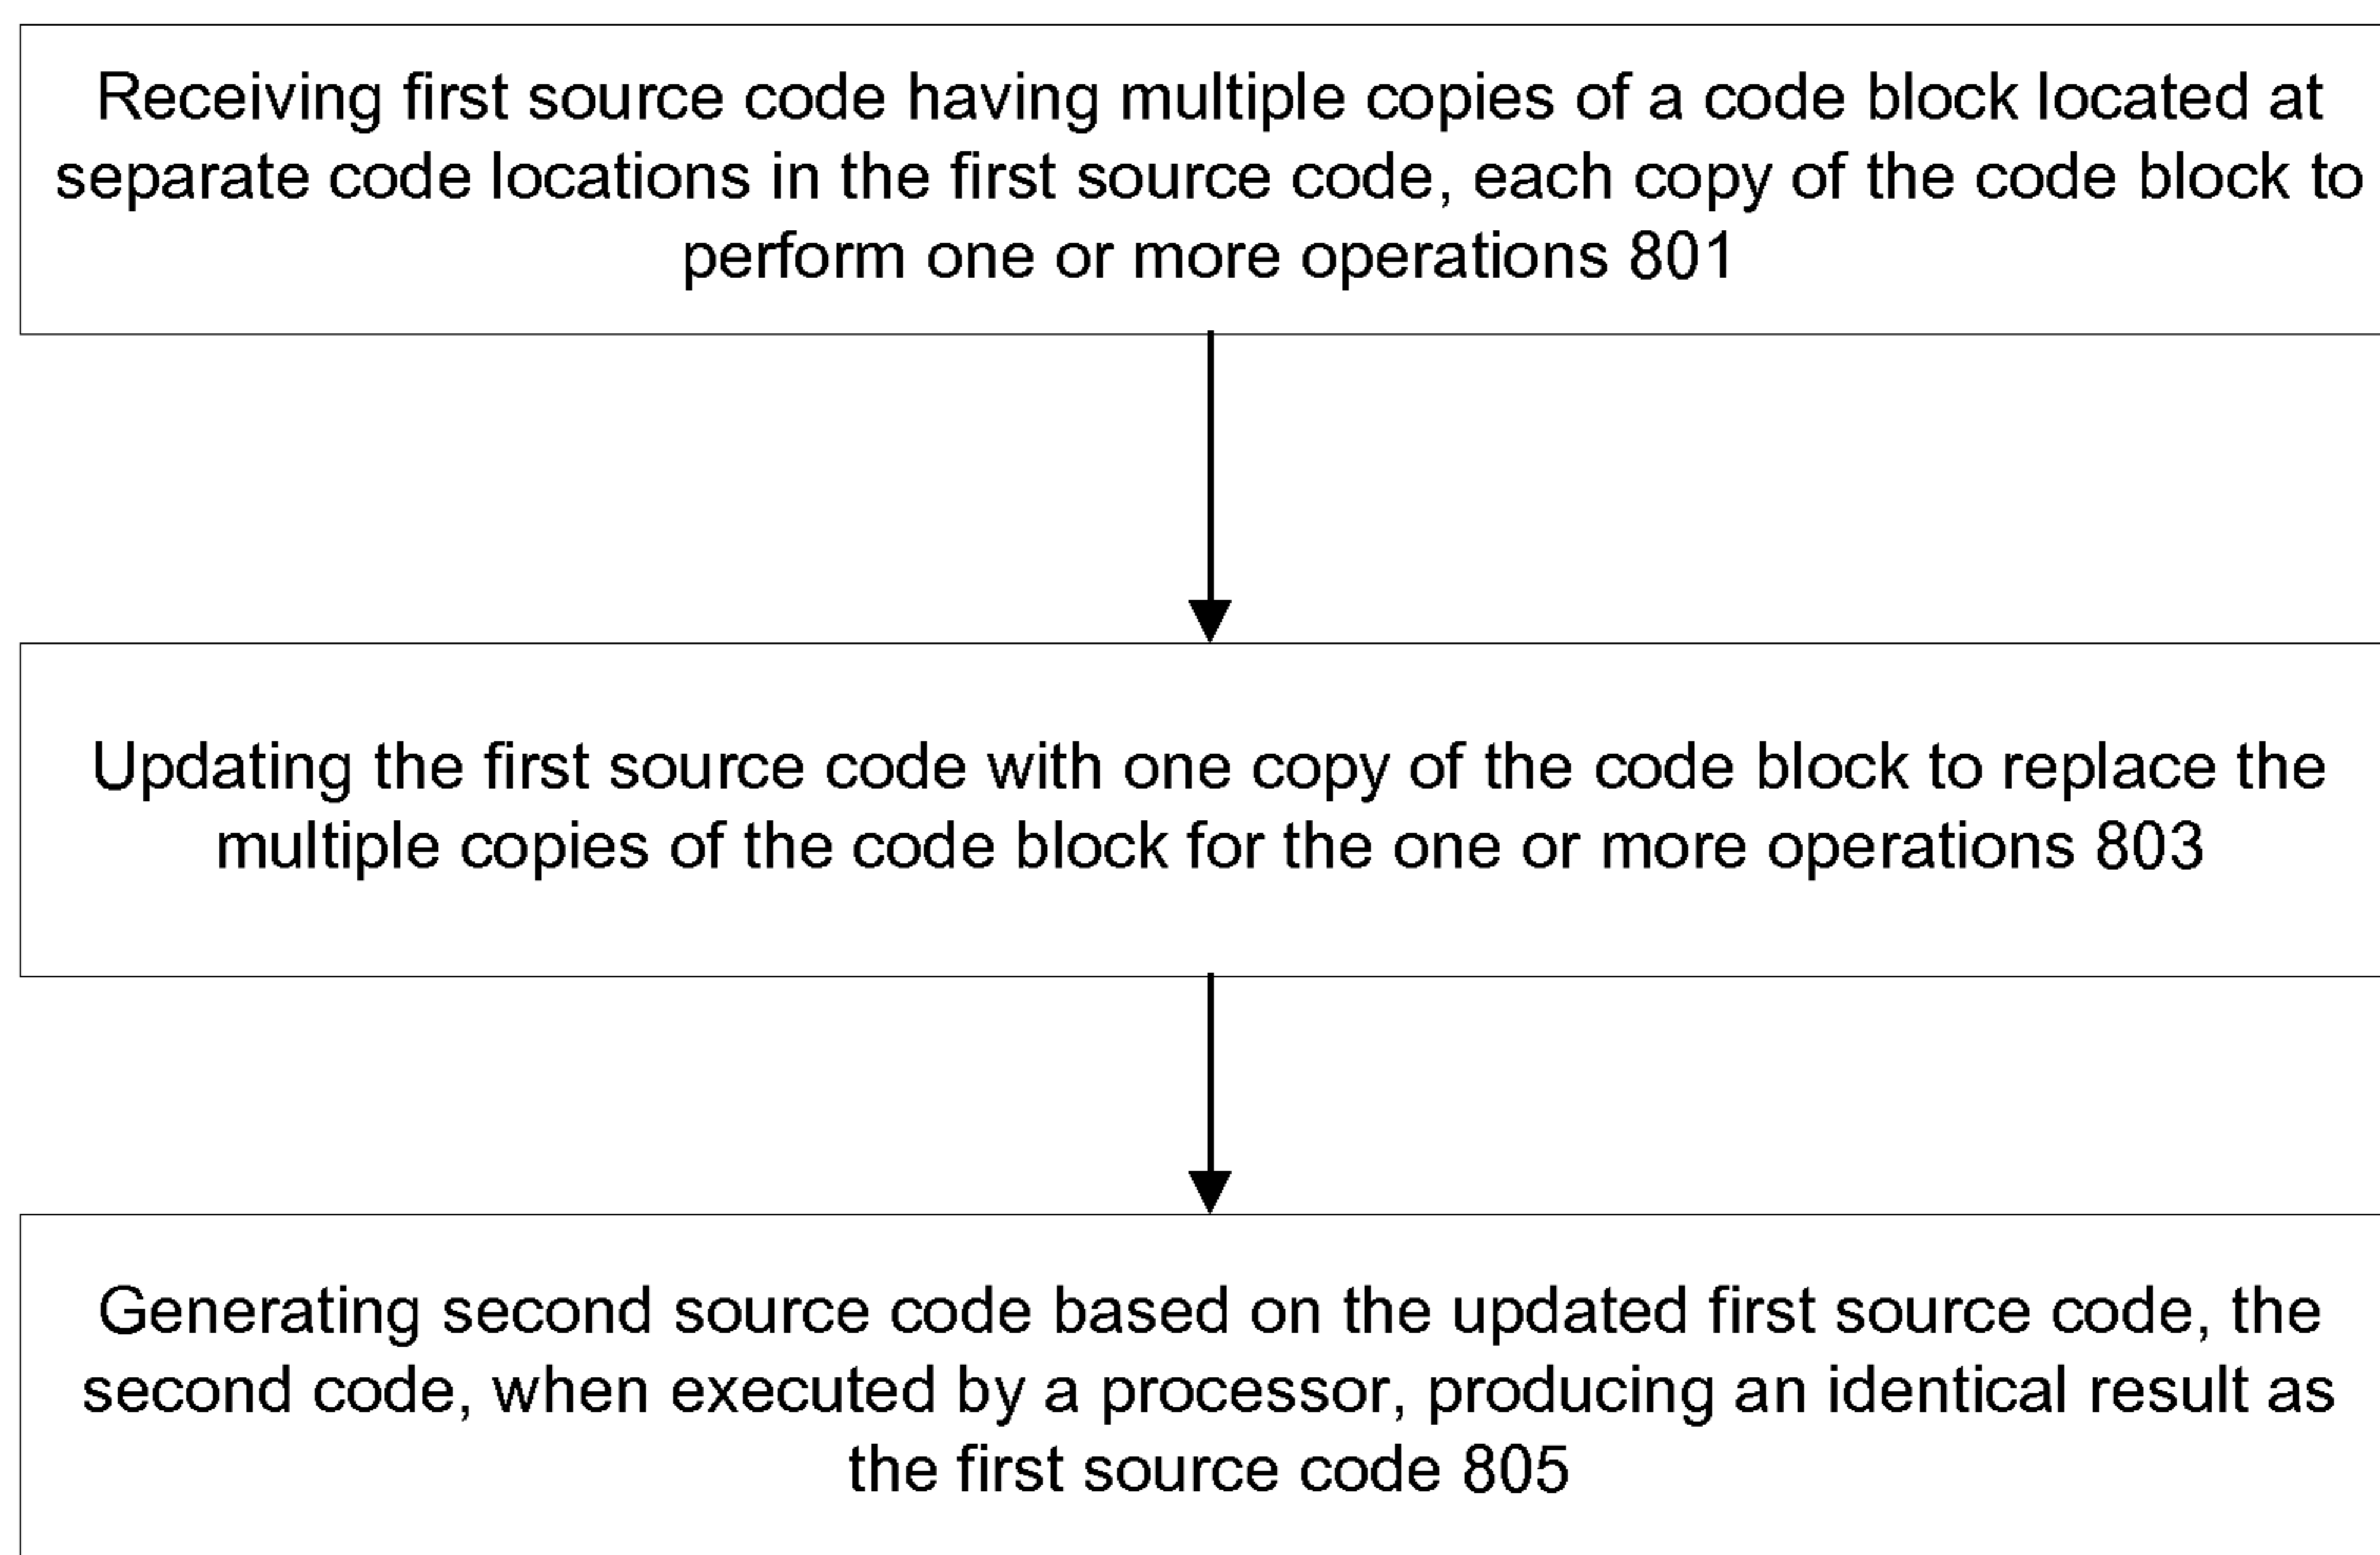 Receiving first source code having multiple copies of a code block located at
separate code locations in the first source code, each copy of the code block to
perform one or more operations 801
Updating the first source code with one copy of the code block to replace the
multiple copies of the code block for the one or more operations 803
Generating second source code based on the updated first source code, the
second code, when executed by a processor, producing an identical result as
the first source code 805